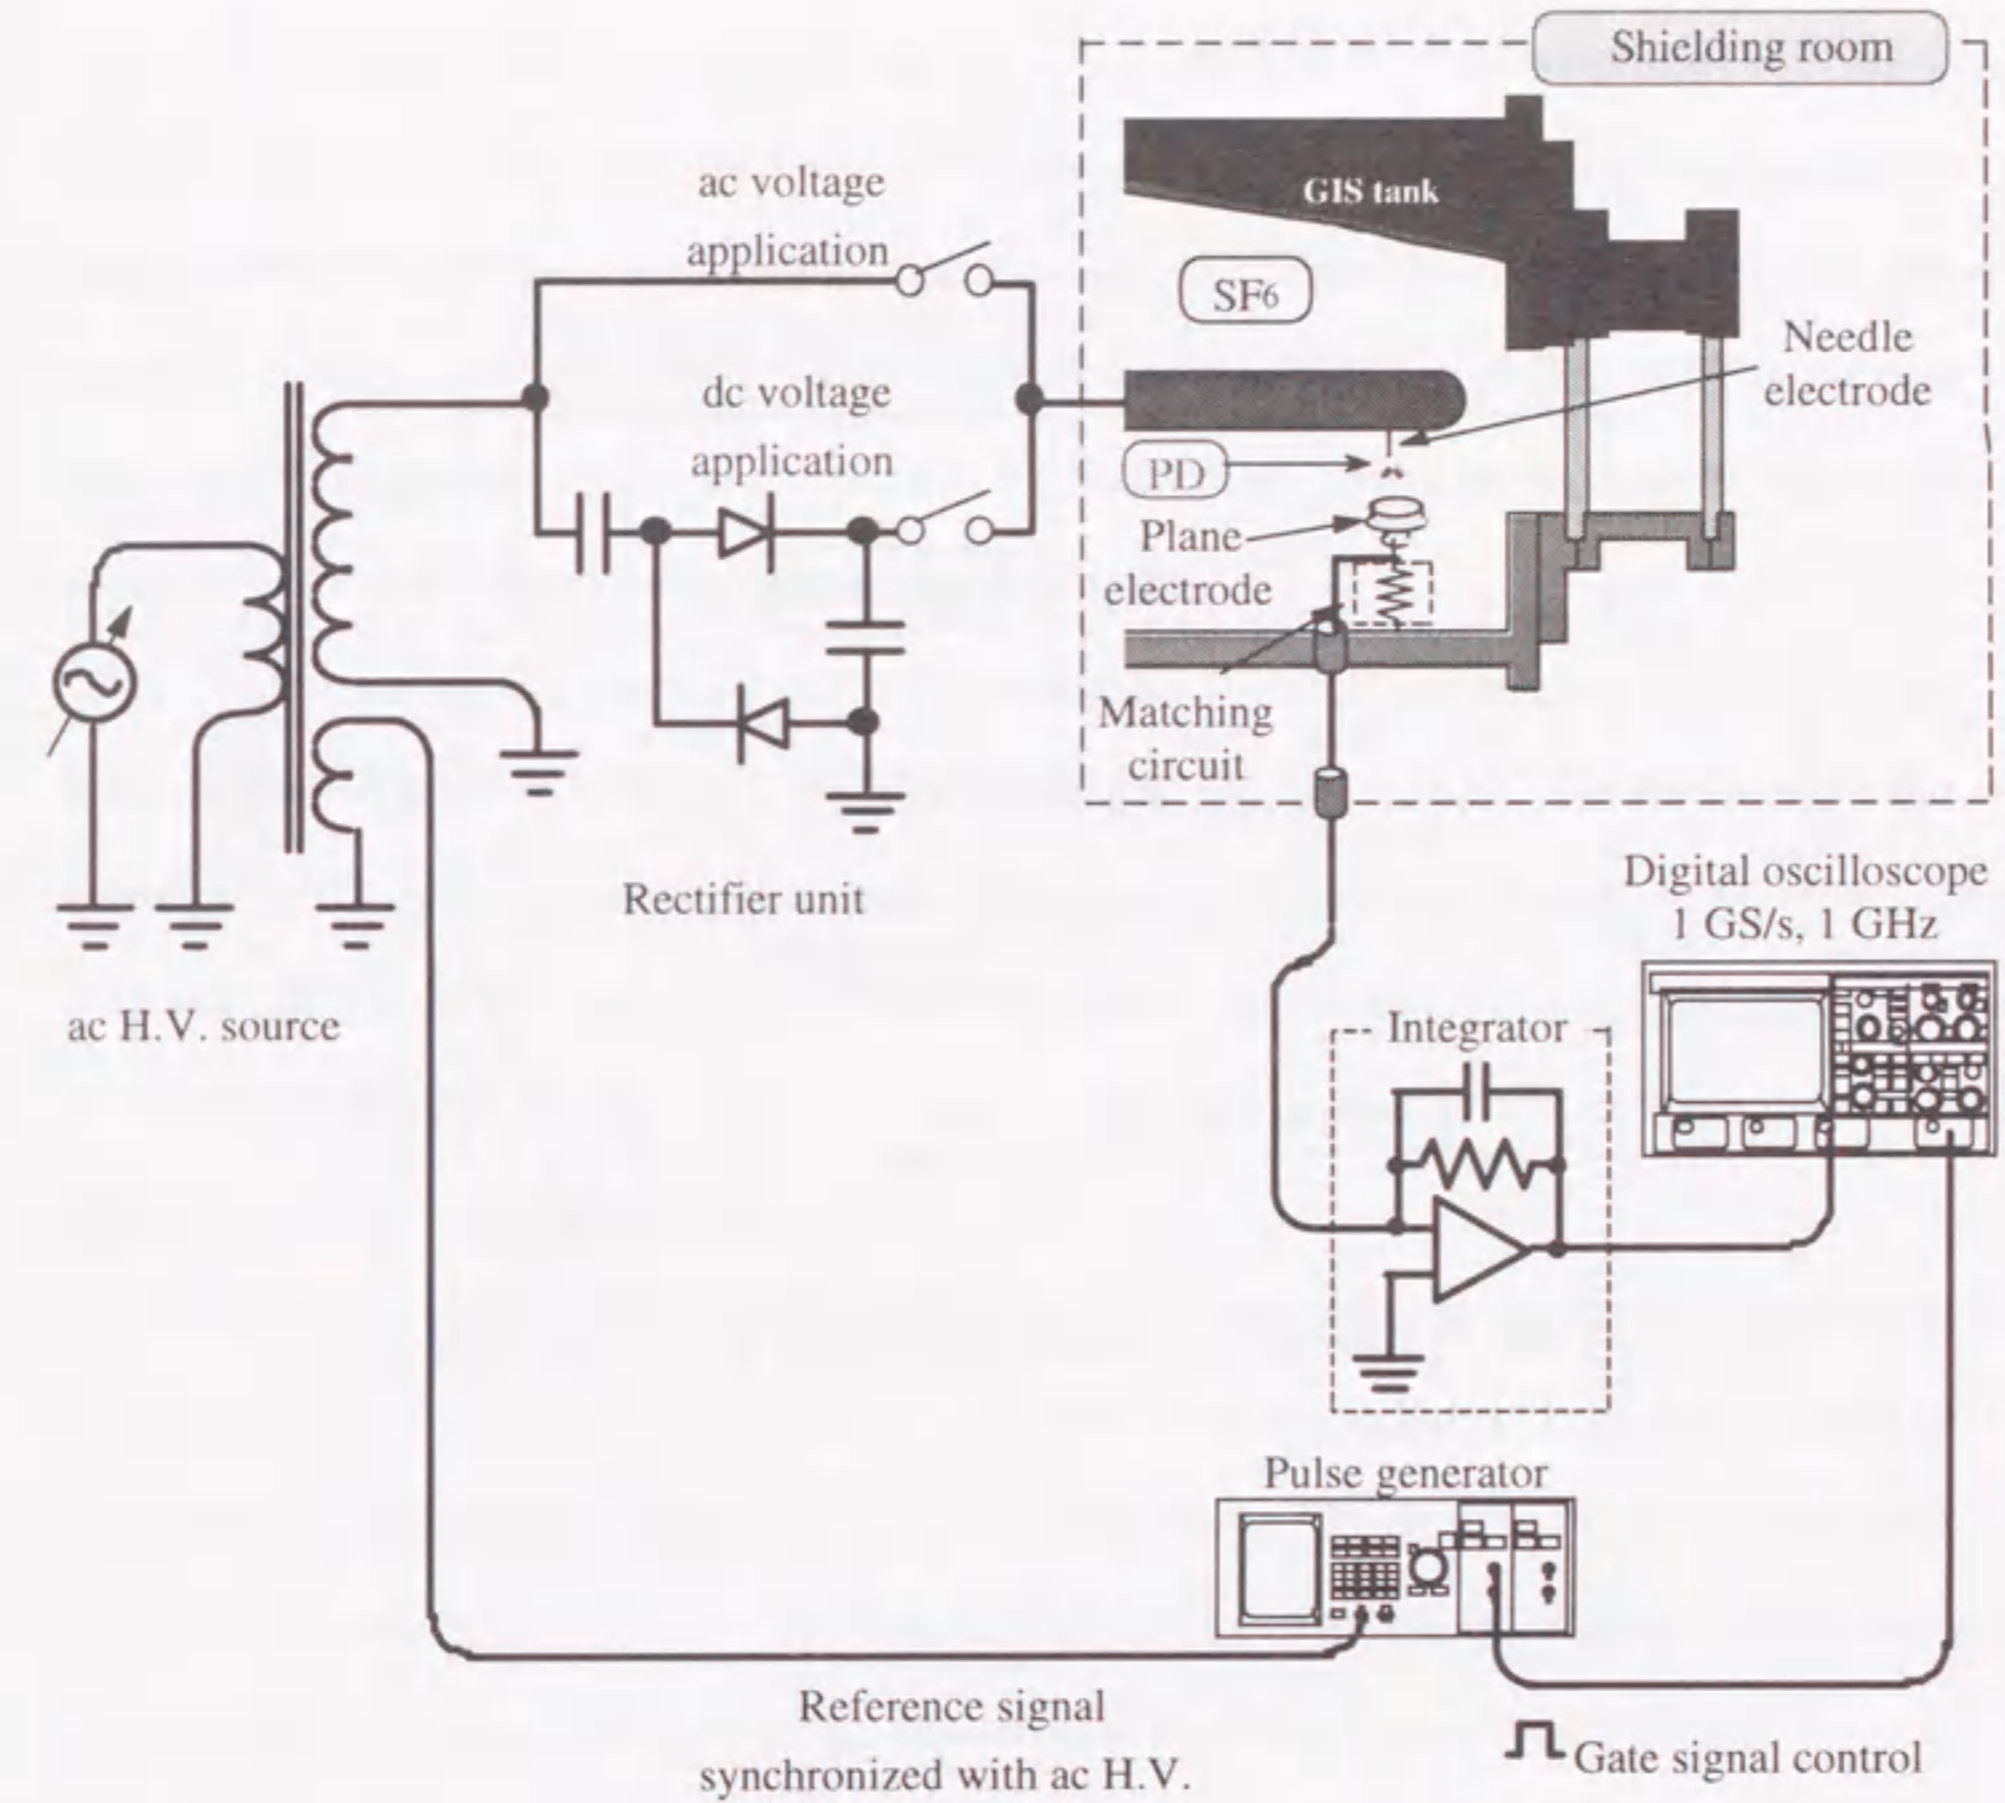 Shielding room
ac voltage
application
GIS tank
SF6
Needle
electrode
dc voltage
application
PD
Plane
electrode
Matching
circuit
Rectifier unit
Digital oscilloscope
1 GS/s, 1 GHz
ac H.V. source
Integrator
Pulse generator
Reference signal
synchronized with ac H.V.
Gate signal control